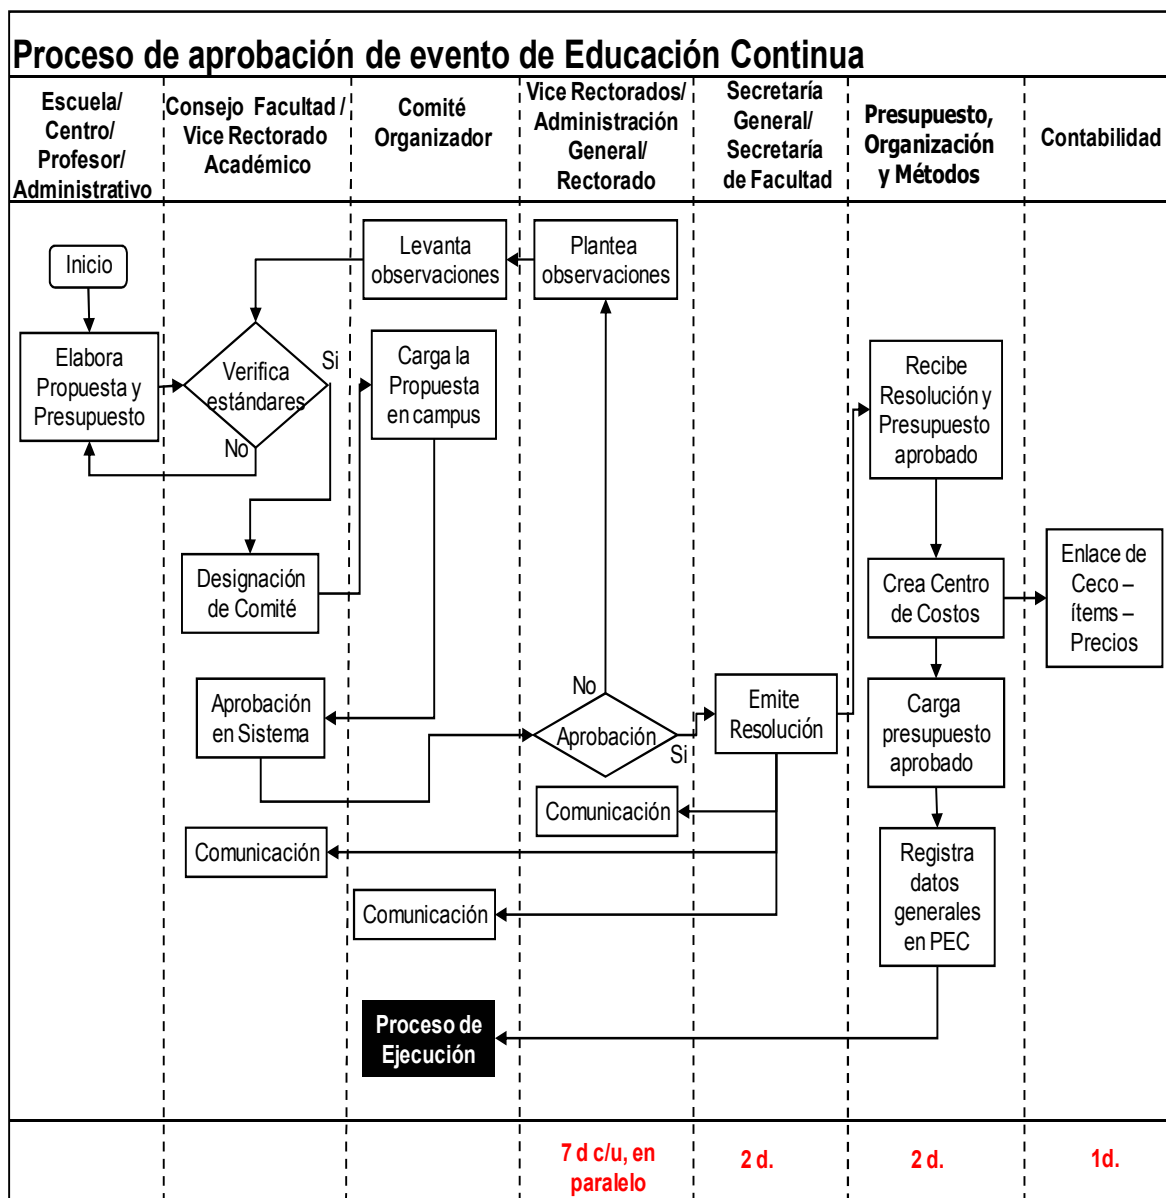 Proceso de aprobación de evento de Educación Continua
Escuela/
Centro/
Profesor/
Administrativo
Consejo Facultad /
Vice Rectorado
Académico
Comité
Organizador
Vice Rectorados/
Administración
General/
Rectorado
Secretaría
General/
Secretaría
de Facultad
Presupuesto,
Organización
y Métodos
Contabilidad
Inicio
Levanta
observaciones
Plantea
observaciones
Elabora
Propuesta y
Presupuesto
Verifica
estándares
Si
No
Carga la
Propuesta
en campus
Recibe
Resolución y
Presupuesto
aprobado
Designación
de Comité
Crea Centro
de Costos
Enlace de
Ceco –
ítems –
Precios
Aprobación
en Sistema
No
Aprobación
Si
Emite
Resolución
Carga
presupuesto
aprobado
Comunicación
Comunicación
Comunicación
Registra
datos
generales
en PEC
Proceso de
Ejecución
7 d c/u, en
paralelo
2 d.
2 d.
1d.